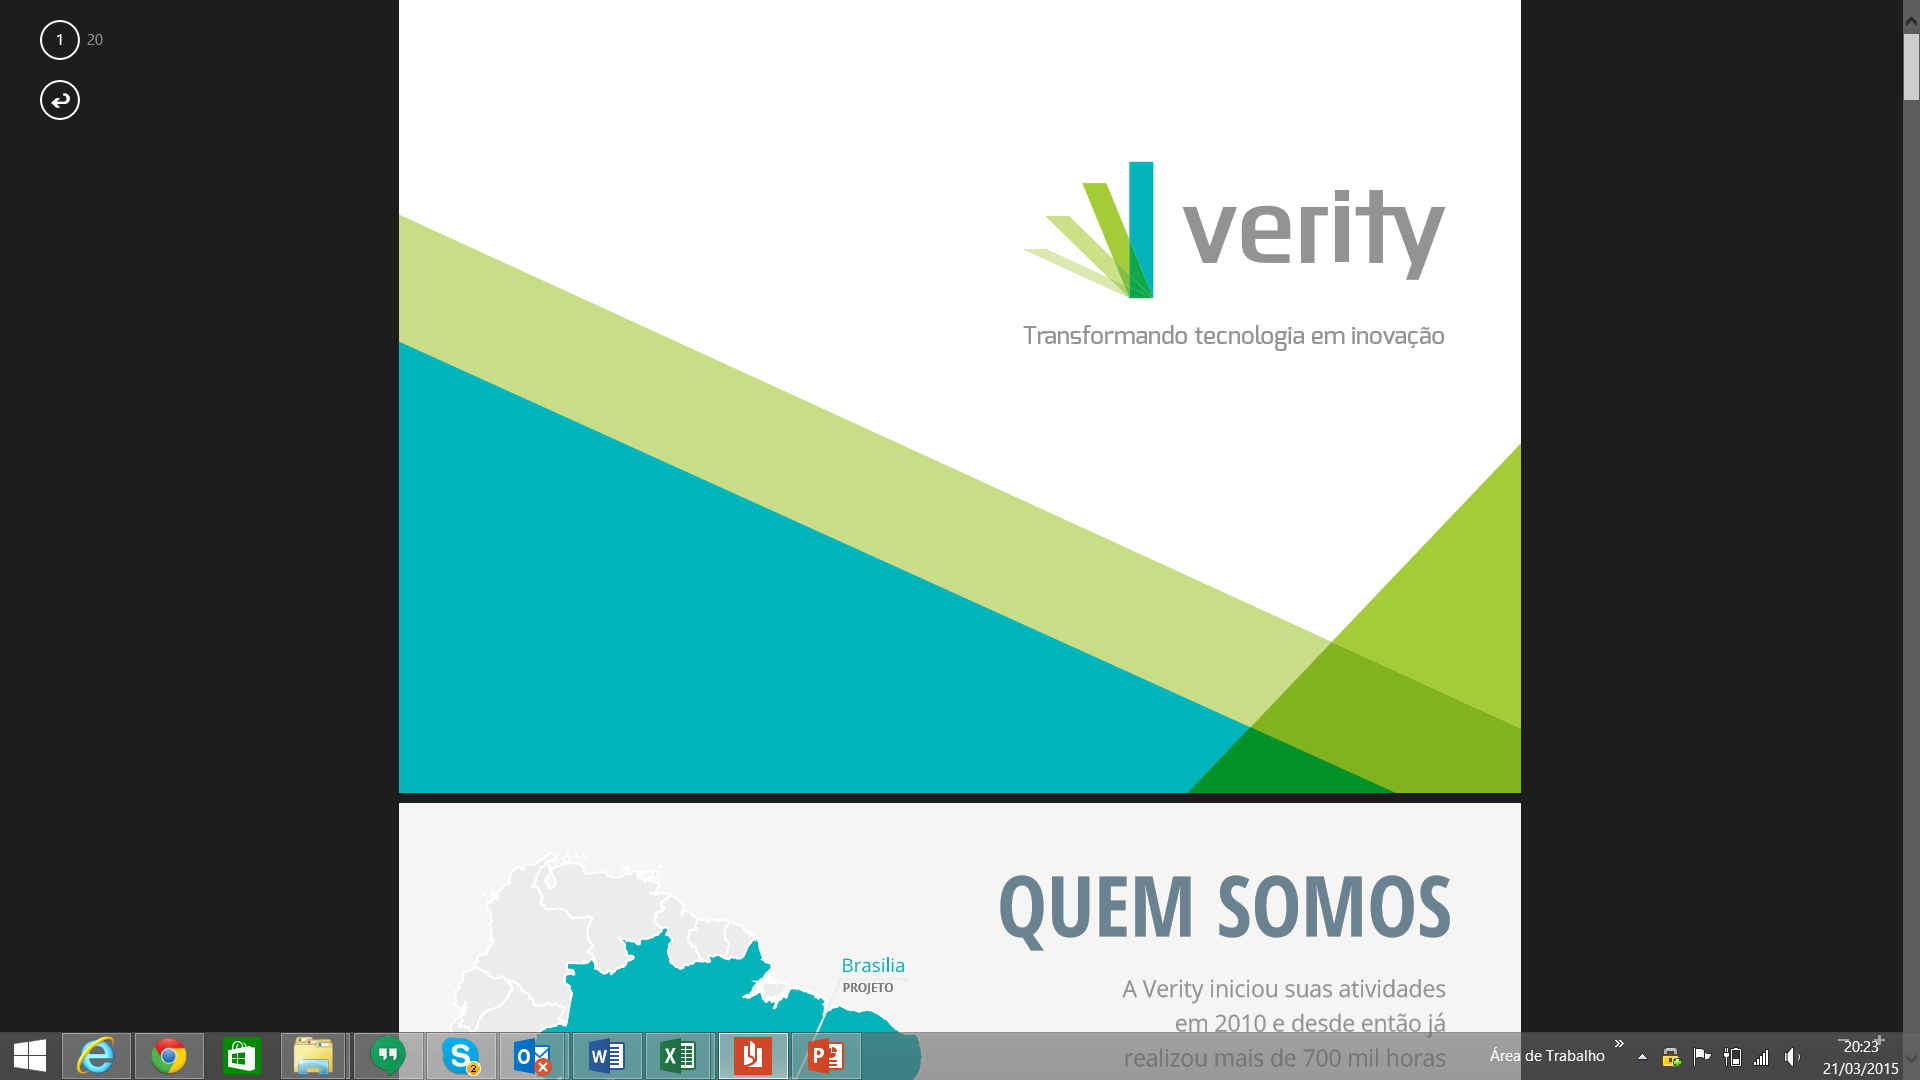 1 20
verity
Transformando tecnologia em inovação
QUEM SOMOS
Brasilia
PROJETO
A Verity iniciou suas atividades
em 2010 e desde então já
realizou mais de 700 mil horas
Área de Trabalho
20:23
21/03/2015
2